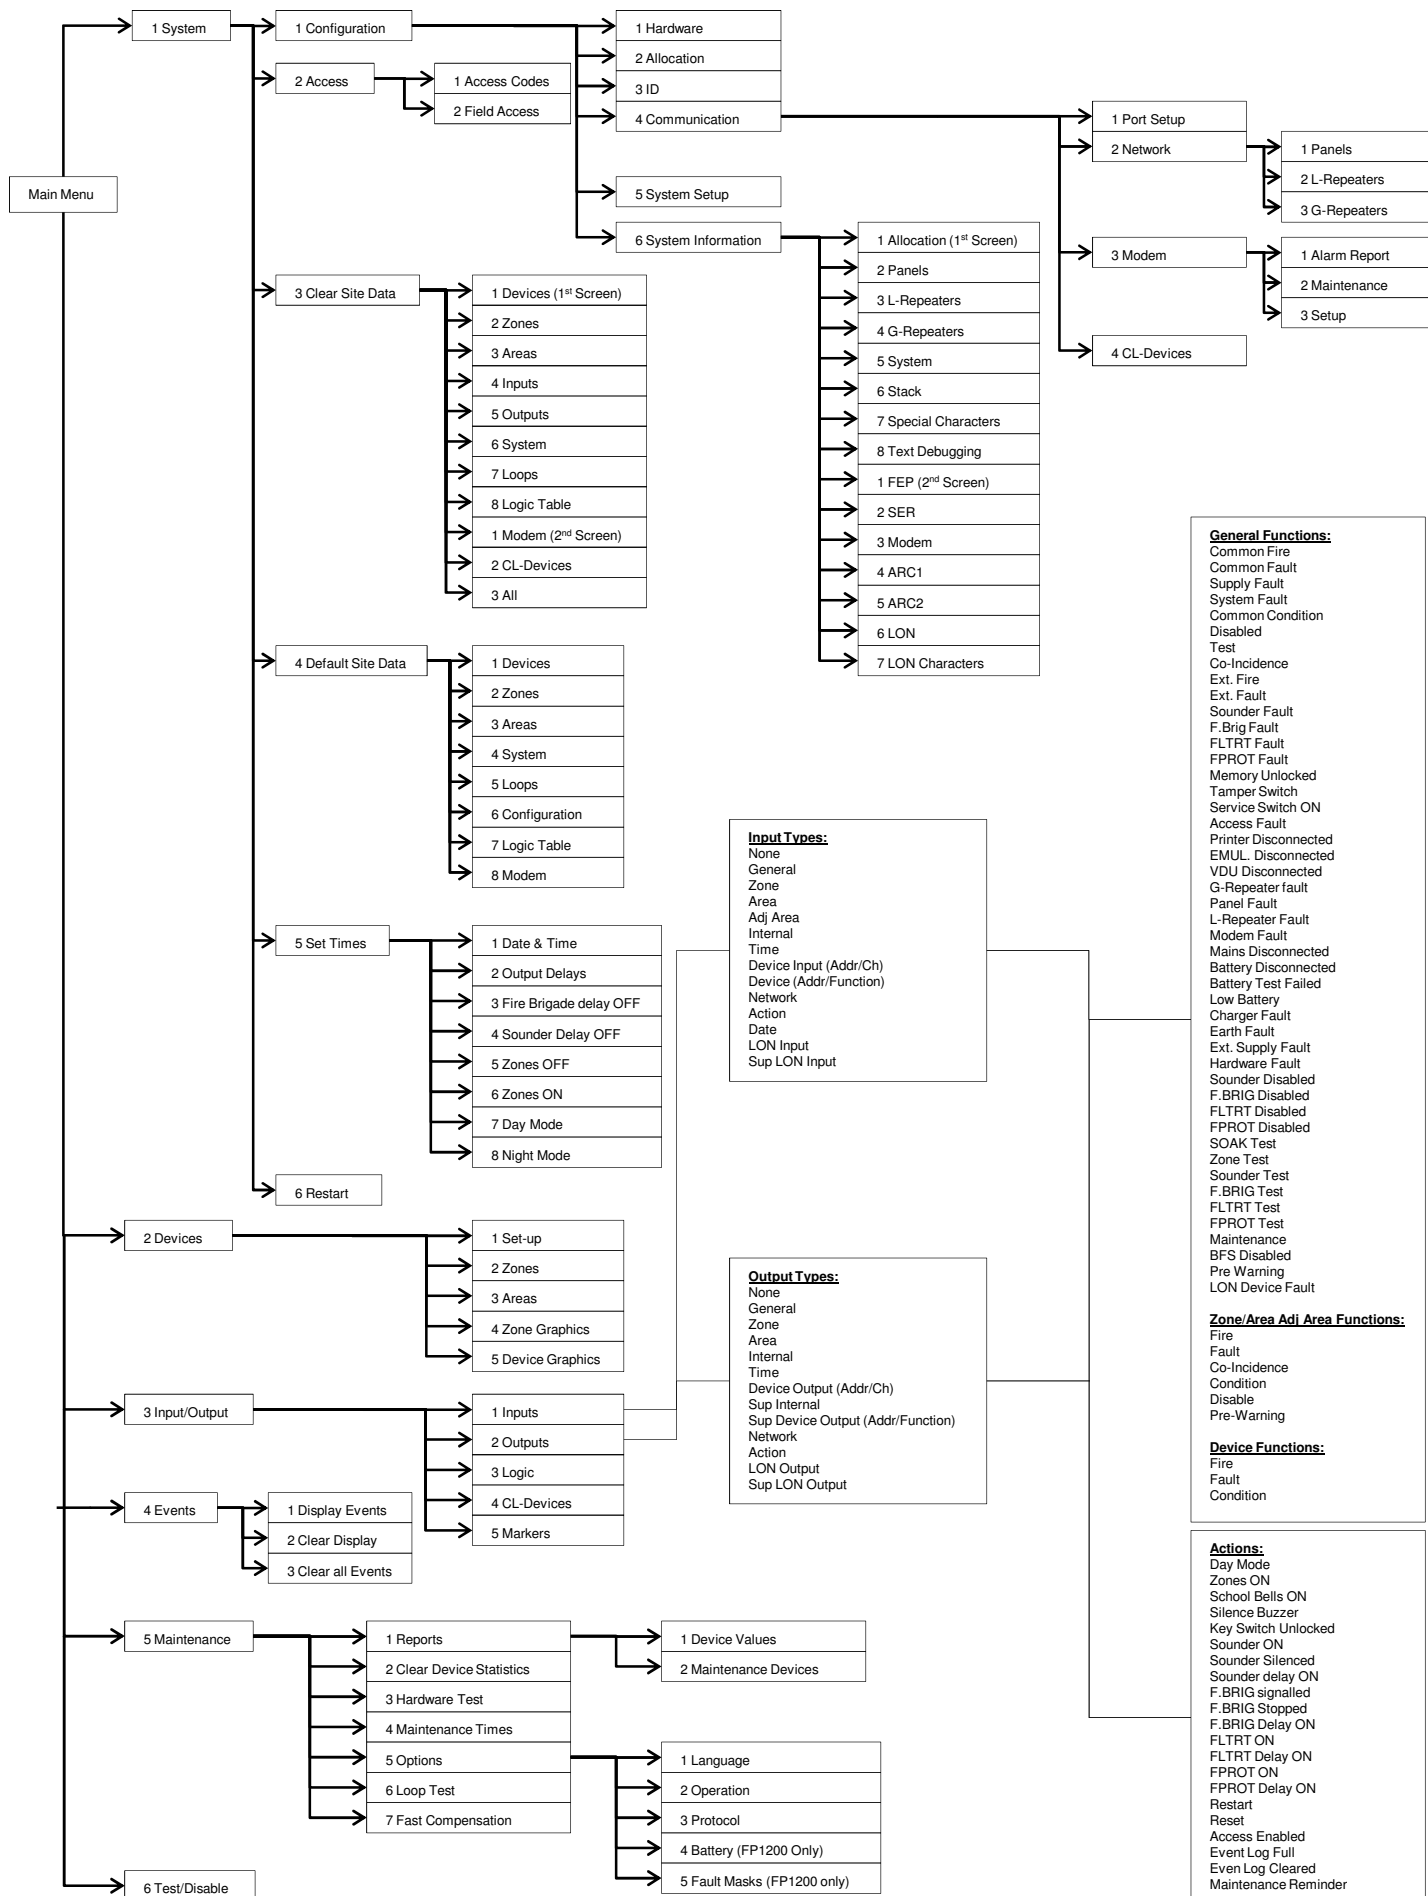 Main Menu
1 System
1 Configuration
1 Hardware
2 Allocation
3 ID
4 Communication
1 Port Setup
2 Network
1 Panels
2 L-Repeaters
3 G-Repeaters
3 Modem
1 Alarm Report
2 Maintenance
3 Setup
4 CL-Devices
5 System Setup
6 System Information
1 Allocation (1st Screen)
2 Panels
3 L-Repeaters
4 G-Repeaters
5 System
6 Stack
7 Special Characters
8 Text Debugging
1 FEP (2nd Screen)
2 SER
3 Modem
4 ARC1
5 ARC2
6 LON
7 LON Characters
2 Access
1 Access Codes
2 Field Access
3 Clear Site Data
1 Devices (1st Screen)
2 Zones
3 Areas
4 Inputs
5 Outputs
6 System
7 Loops
8 Logic Table
1 Modem (2nd Screen)
2 CL-Devices
3 All
4 Default Site Data
1 Devices
2 Zones
3 Areas
4 System
5 Loops
6 Configuration
7 Logic Table
8 Modem
5 Set Times
1 Date & Time
2 Output Delays
3 Fire Brigade delay OFF
4 Sounder Delay OFF
5 Zones OFF
6 Zones ON
7 Day Mode
8 Night Mode
6 Restart
2 Devices
1 Set-up
2 Zones
3 Areas
4 Zone Graphics
5 Device Graphics
3 Input/Output
1 Inputs
2 Outputs
3 Logic
4 CL-Devices
5 Markers
4 Events
1 Display Events
2 Clear Display
3 Clear all Events
5 Maintenance
1 Reports
1 Device Values
2 Maintenance Devices
2 Clear Device Statistics
3 Hardware Test
4 Maintenance Times
5 Options
1 Language
2 Operation
3 Protocol
4 Battery (FP1200 Only)
5 Fault Masks (FP1200 only)
6 Loop Test
7 Fast Compensation
6 Test/Disable
Input Types:
None
General
Zone
Area
Adj Area
Internal
Time
Device Input (Addr/Ch)
Device (Addr/Function)
Network
Action
Date
LON Input
Sup LON Input
Output Types:
None
General
Zone
Area
Internal
Time
Device Output (Addr/Ch)
Sup Internal
Sup Device Output (Addr/Function)
Network
Action
LON Output
Sup LON Output
General Functions:
Common Fire
Common Fault
Supply Fault
System Fault
Common Condition
Disabled
Test
Co-Incidence
Ext. Fire
Ext. Fault
Sounder Fault
F.Brig Fault
FLTRT Fault
FPROT Fault
Memory Unlocked
Tamper Switch
Service Switch ON
Access Fault
Printer Disconnected
EMUL. Disconnected
VDU Disconnected
G-Repeater fault
Panel Fault
L-Repeater Fault
Modem Fault
Mains Disconnected
Battery Disconnected
Battery Test Failed
Low Battery
Charger Fault
Earth Fault
Ext. Supply Fault
Hardware Fault
Sounder Disabled
F.BRIG Disabled
FLTRT Disabled
FPROT Disabled
SOAK Test
Zone Test
Sounder Test
F.BRIG Test
FLTRT Test
FPROT Test
Maintenance
BFS Disabled
Pre Warning
LON Device Fault
Zone/Area Adj Area Functions:
Fire
Fault
Co-Incidence
Condition
Disable
Pre-Warning
Device Functions:
Fire
Fault
Condition
Actions:
Day Mode
Zones ON
School Bells ON
Silence Buzzer
Key Switch Unlocked
Sounder ON
Sounder Silenced
Sounder delay ON
F.BRIG signalled
F.BRIG Stopped
F.BRIG Delay ON
FLTRT ON
FLTRT Delay ON
FPROT ON
FPROT Delay ON
Restart
Reset
Access Enabled
Event Log Full
Even Log Cleared
Maintenance Reminder